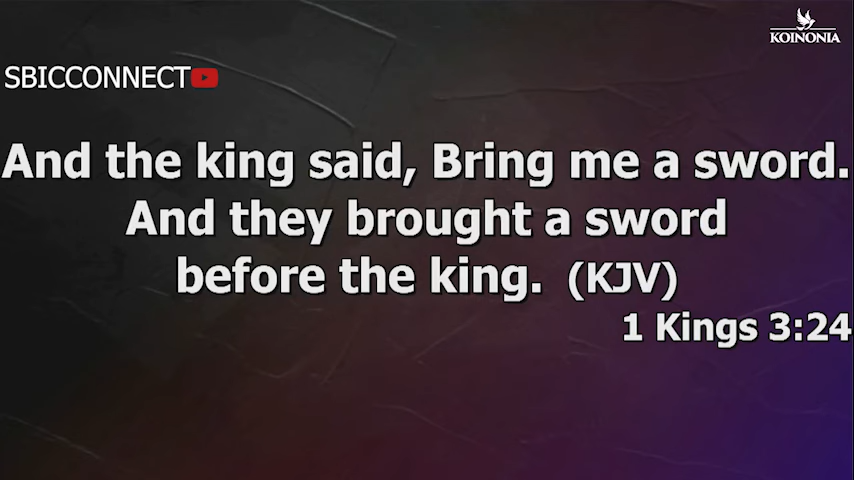 KOINONIA
SBICCONNECT
And the king said, Bring me a sword.
And they brought a sword
before the king. (KJV)
1 Kings 3:24